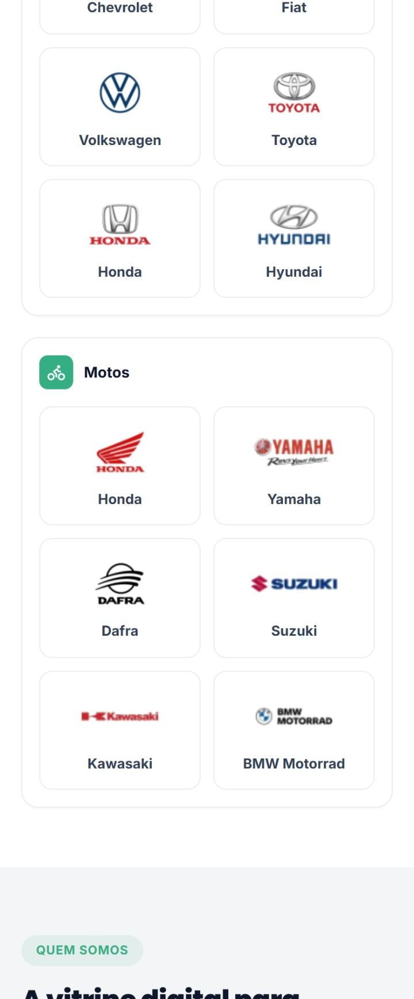 Chevrolet
Fiat
Volkswagen
TOYOTA
Toyota
HONDA
Honda
HYUNDAI
Hyundai
Motos
HONDA
Honda
YAMAHA
Revs Your Heart
Yamaha
DAFRA
Dafra
SUZUKI
Suzuki
Kawasaki
Kawasaki
BMW
MOTORRAD
BMW Motorrad
QUEM SOMOS
A vitrine digital para